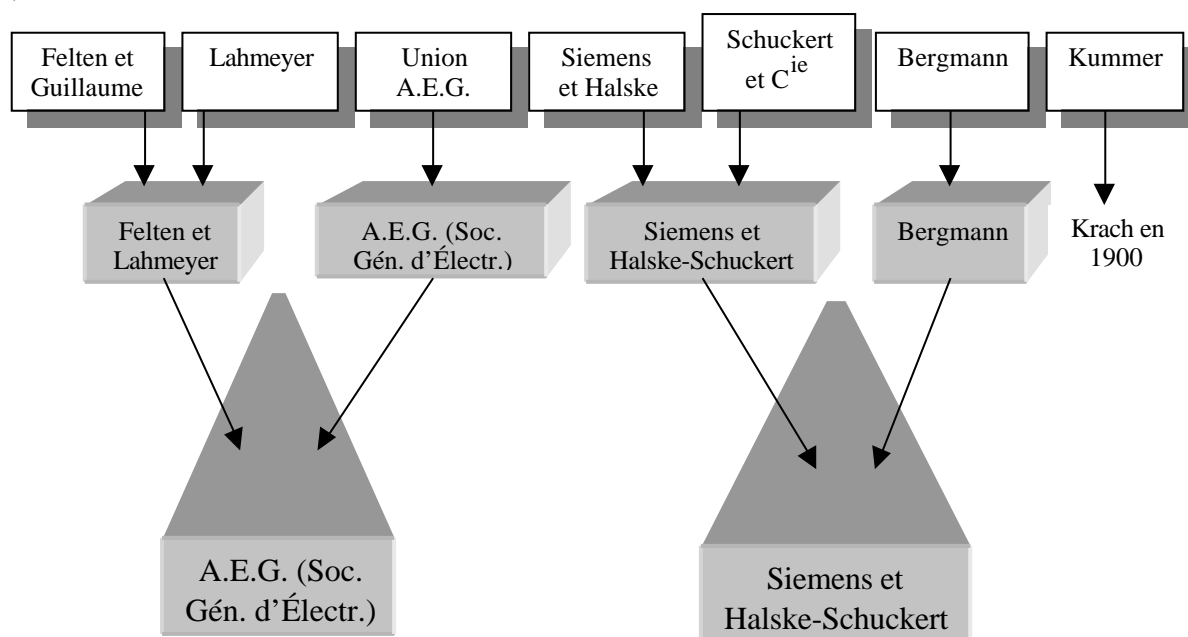 Felten et
Guillaume
Lahmeyer
Union
A.E.G.
Siemens
et Halske
Schuckert
et Cie
Bergmann
Kummer
Felten et
Lahmeyer
A.E.G. (Soc.
Gén. d’Électr.)
Siemens et
Halske-Schuckert
Bergmann
Krach en
1900
A.E.G. (Soc.
Gén. d’Électr.)
Siemens et
Halske-Schuckert